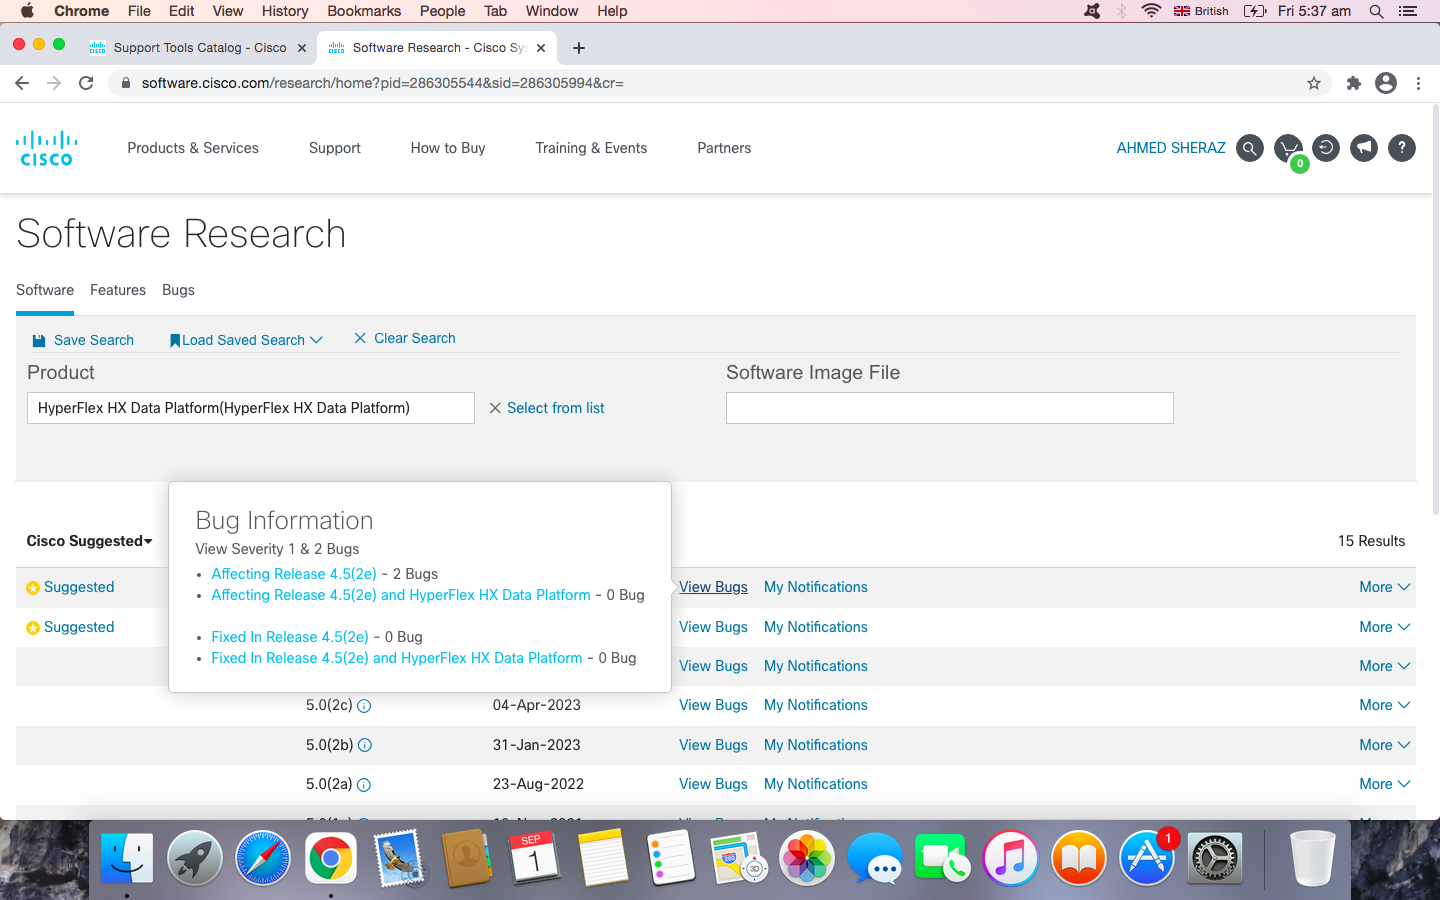 Chrome File Edit View History Bookmarks People Tab Window Help British Fri 5:37 am
Support Tools Catalog - Cisco Software Research - Cisco Sys
software.cisco.com/research/home?pid=286305544&sid=286305994&cr=
CISCO Products & Services Support How to Buy Training & Events Partners AHMED SHERAZ ?
0
Software Research
Software Features Bugs
Save Search Load Saved Search Clear Search
Product Software Image File
HyperFlex HX Data Platform(HyperFlex HX Data Platform) Select from list
Bug Information
View Severity 1 & 2 Bugs
• Affecting Release 4.5(2e) - 2 Bugs
• Affecting Release 4.5(2e) and HyperFlex HX Data Platform - 0 Bug
• Fixed In Release 4.5(2e) - 0 Bug
• Fixed In Release 4.5(2e) and HyperFlex HX Data Platform - 0 Bug
Cisco Suggested 15 Results
Suggested View Bugs My Notifications More
Suggested View Bugs My Notifications More
View Bugs My Notifications More
5.0(2c) 04-Apr-2023 View Bugs My Notifications More
5.0(2b) 31-Jan-2023 View Bugs My Notifications More
5.0(2a) 23-Aug-2022 View Bugs My Notifications More
SEP
1
280
3D
1